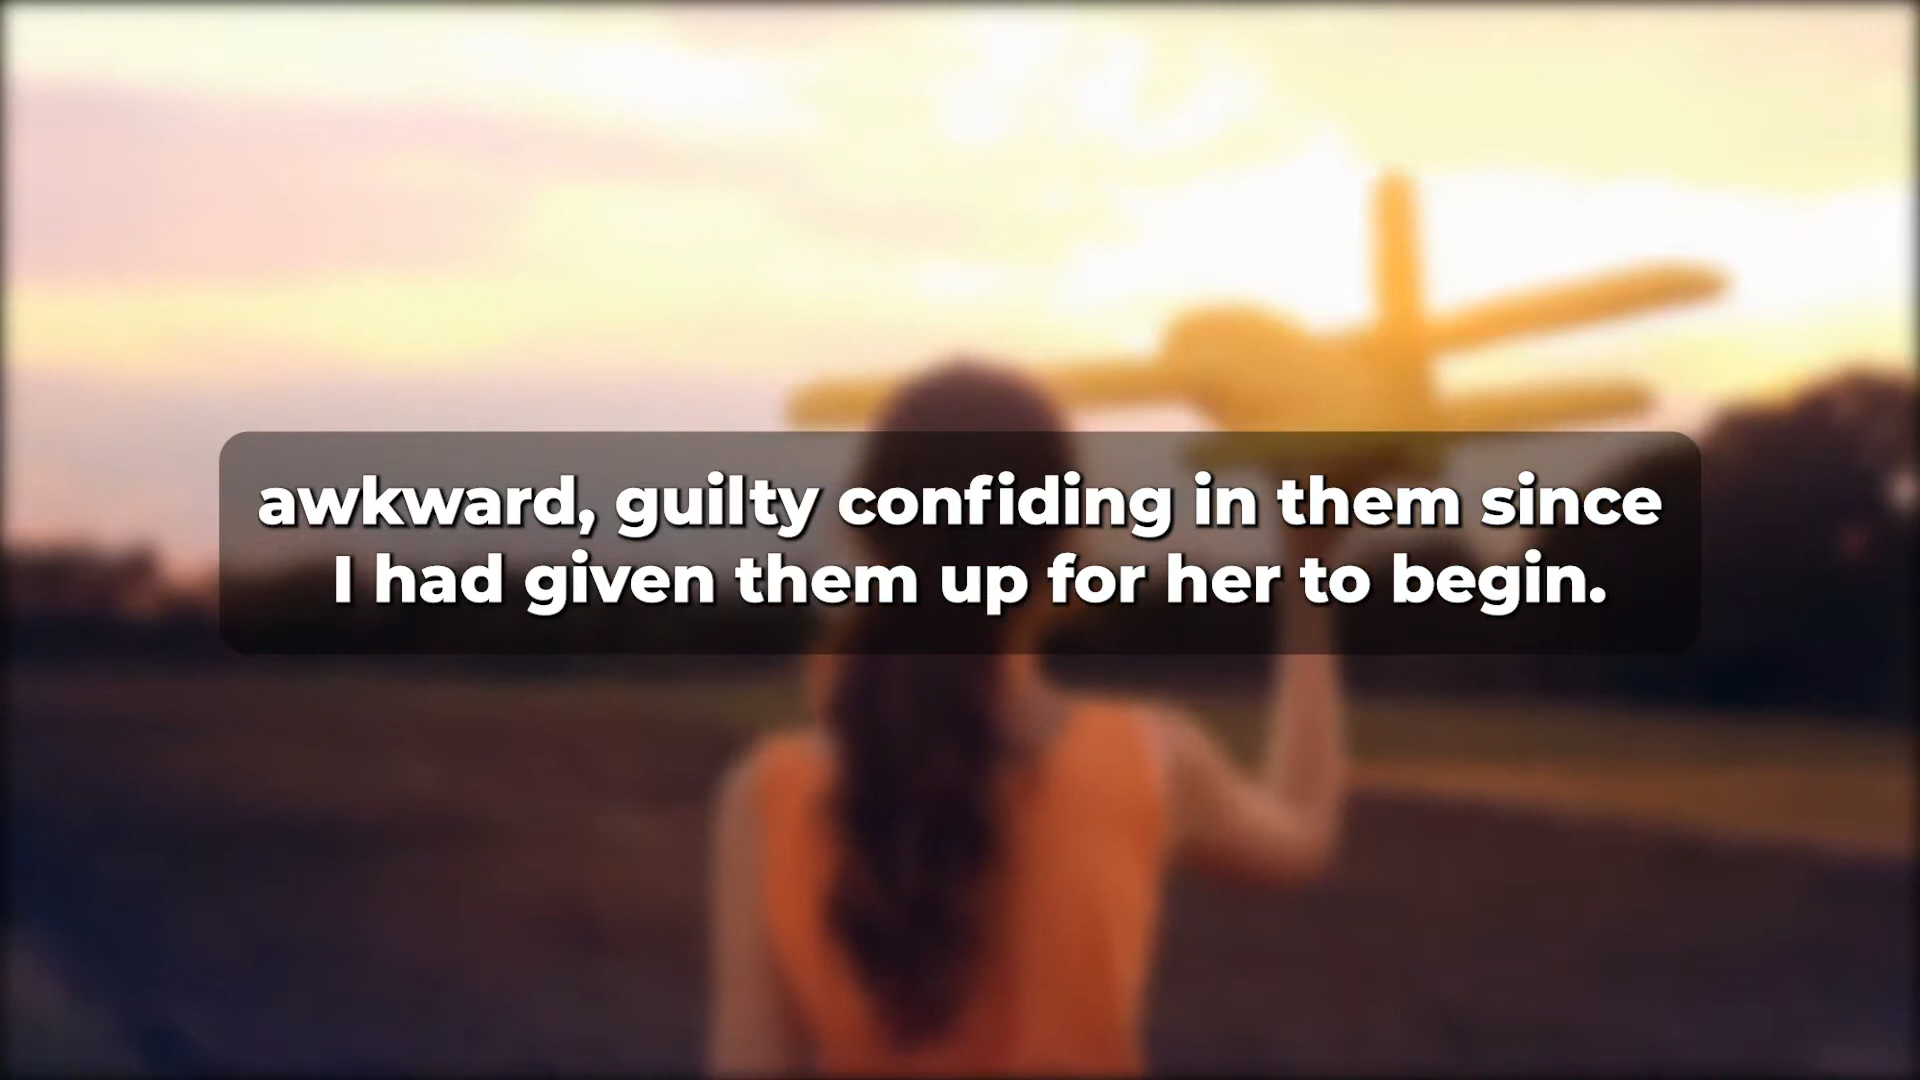 awkward, guilty confiding in them since
I had given them up for her to begin.